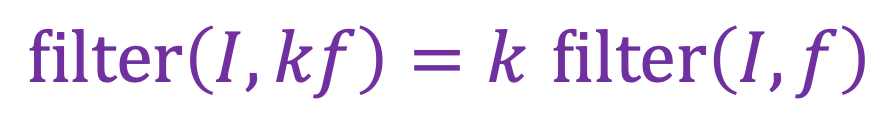 filter(𝐼, 𝑘𝑓) = 𝑘 filter(𝐼, 𝑓)